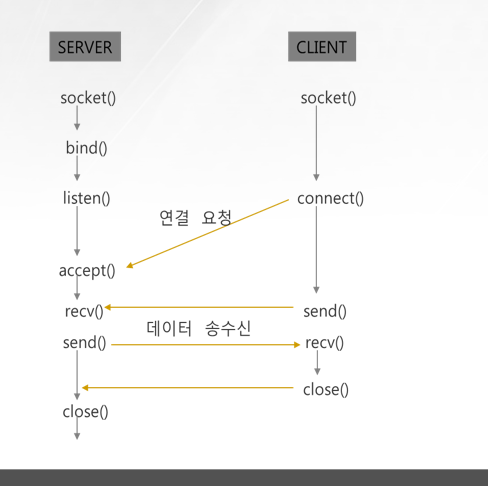 SERVER CLIENT
socket() socket()
bind()
listen() connect()
연결 요청
accept()
recv() send()
데이터 송수신
send() recv()
close()
close()